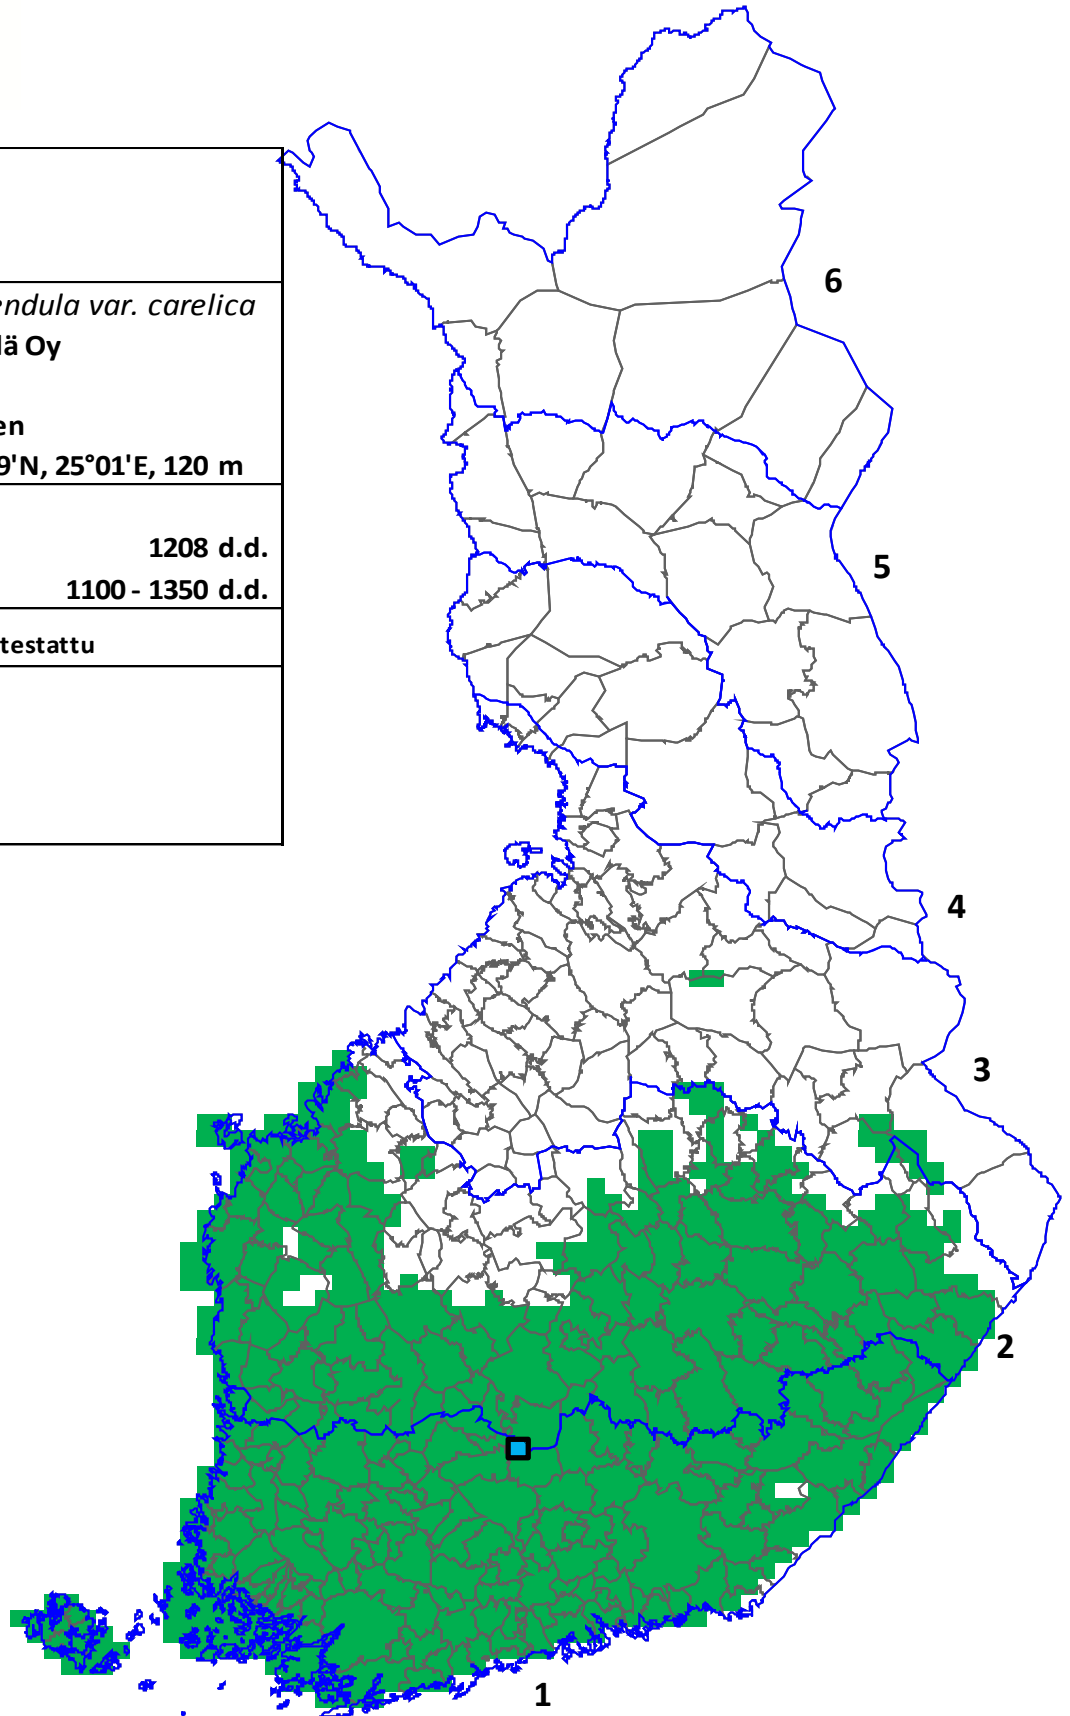 endula var. carelica
lä Oy
en
9'N, 25°01'E, 120 m
1208 d.d.
1100 - 1350 d.d.
testattu
6
5
4
3
2
1